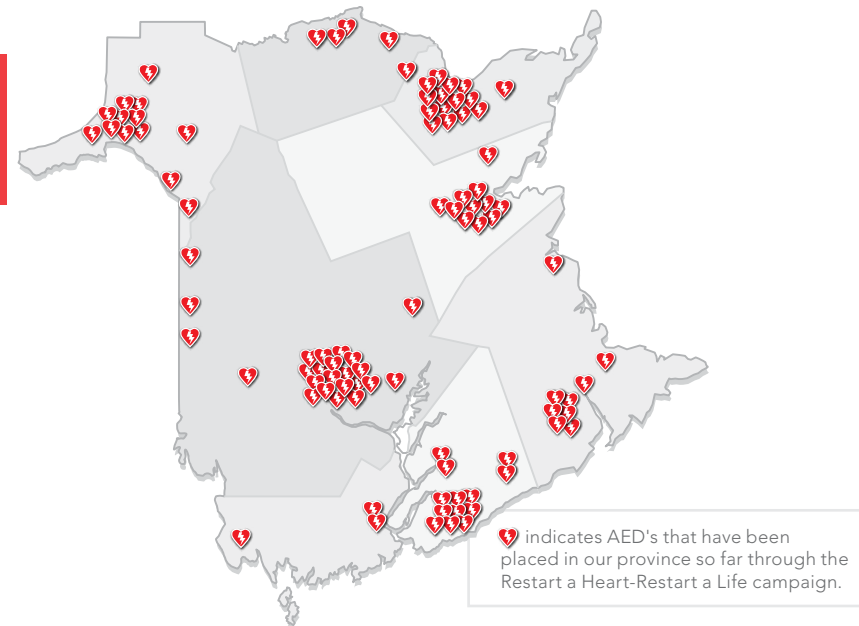 indicates AED's that have been
placed in our province so far through the
Restart a Heart-Restart a Life campaign.